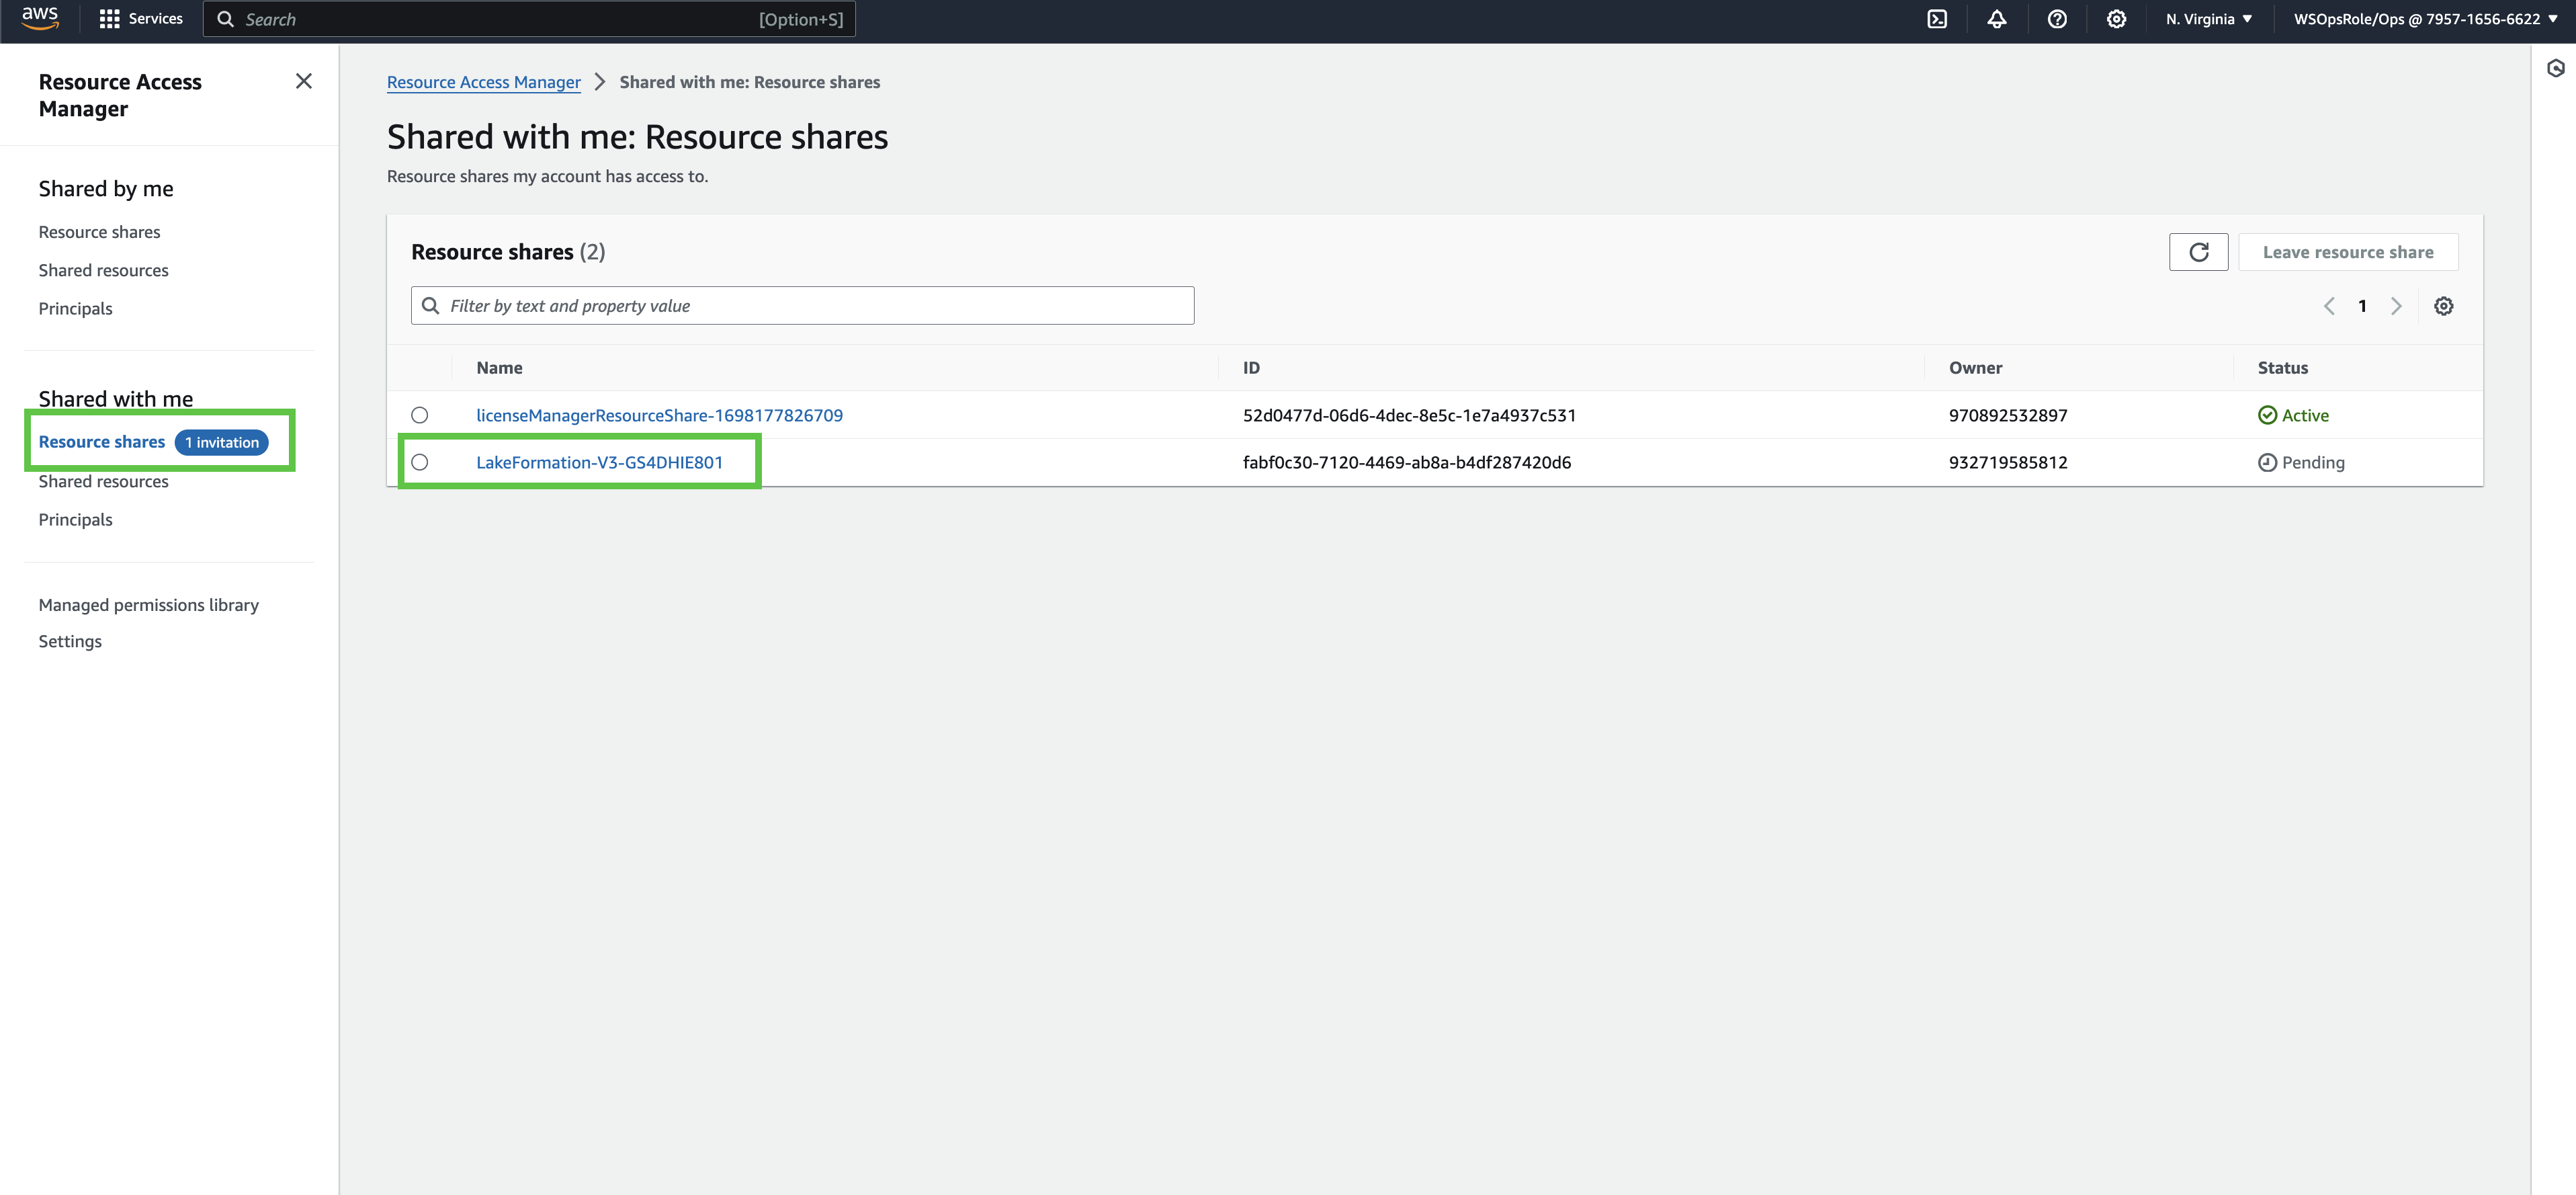 aws Services Search [Option+S] N. Virginia WSOpsRole/Ops @ 7957-1656-6622
Resource Access
Manager
Shared by me
Resource shares
Shared resources
Principals
Shared with me
Resource shares 1 invitation
Shared resources
Principals
Managed permissions library
Settings
Resource Access Manager Shared with me: Resource shares
Shared with me: Resource shares
Resource shares my account has access to.
Resource shares (2) Leave resource share
Filter by text and property value 1
Name ID Owner Status
licenseManagerResourceShare-1698177826709 52d0477d-06d6-4dec-8e5c-1e7a4937c531 970892532897 Active
LakeFormation-V3-GS4DHIE801 fabf0c30-7120-4469-ab8a-b4df287420d6 932719585812 Pending